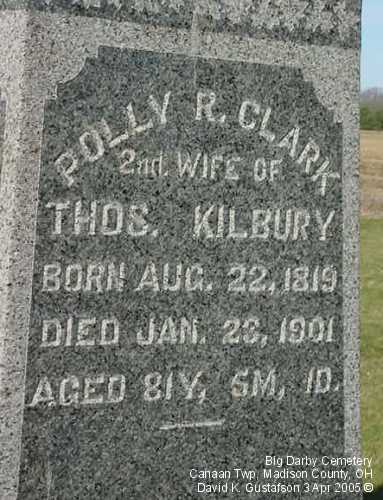 POLLY R. CLARK
2nd. WIFE OF
THOS. KILBURY
BORN AUG. 22, 1819
DIED JAN. 23, 1901
AGED 81Y, 5M, 1D.
Big Darby Cemetery
Canaan Twp, Madison County, OH
David K. Gustafson 3 Apr 2005 ©